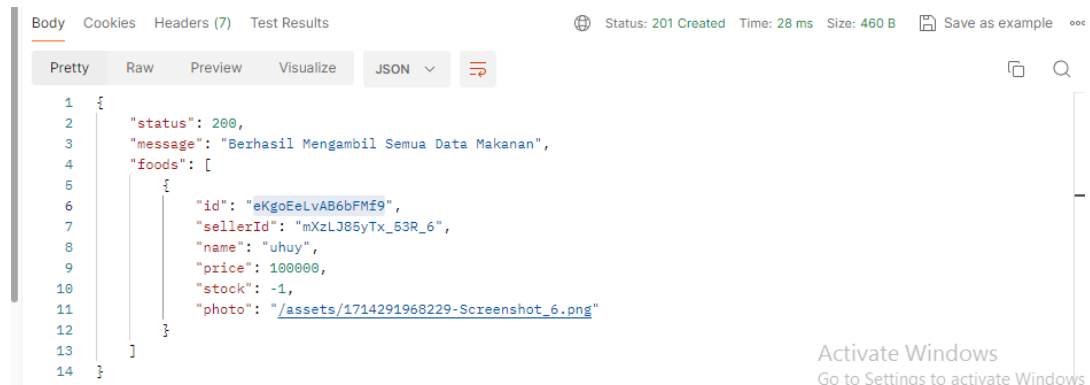 Body Cookies Headers (7) Test Results Status: 201 Created Time: 28 ms Size: 460 B Save as example
Pretty Raw Preview Visualize JSON
1 {
2 "status": 200,
3 "message": "Berhasil Mengambil Semua Data Makanan",
4 "foods": [
5 {
6 "id": "eKgoEeLvAB6bFMf9",
7 "sellerId": "mXzLJ85yTx_53R_6",
8 "name": "uhuy",
9 "price": 100000,
10 "stock": -1,
11 "photo": "/assets/1714291968229-Screenshot_6.png"
12 }
13 ]
14 }
Activate Windows
Go to Settings to activate Windows